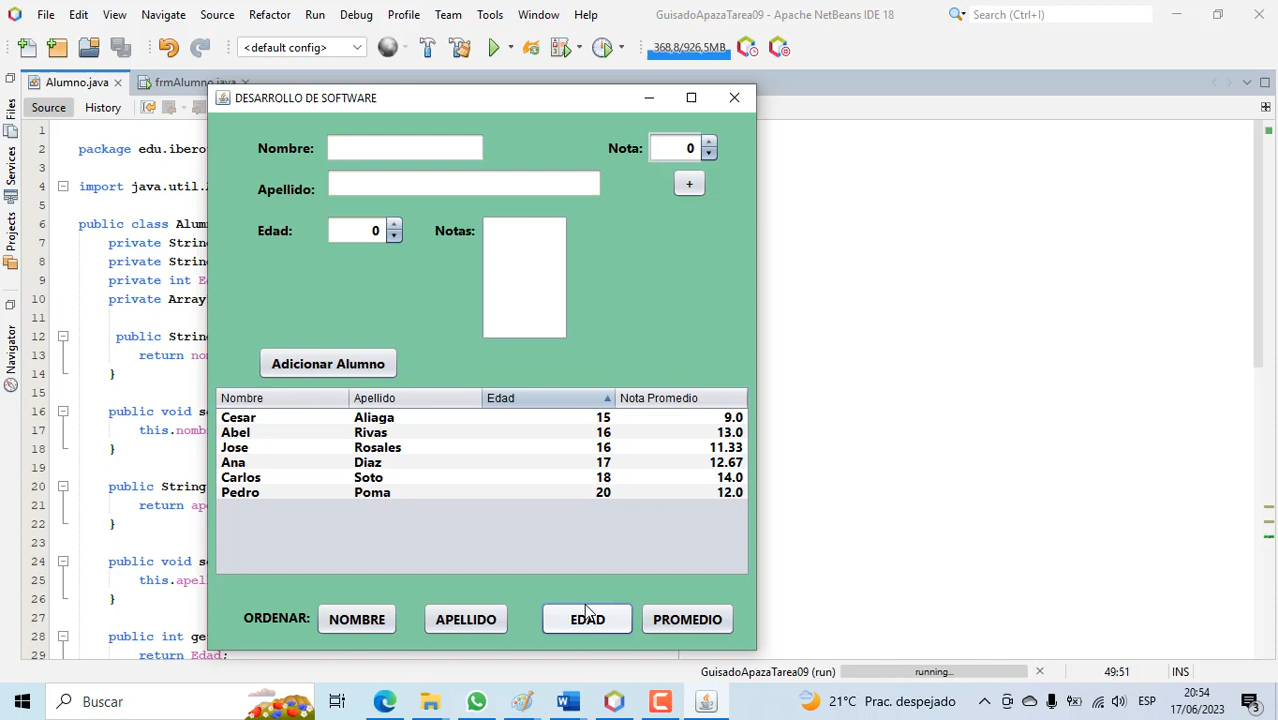 File Edit View Navigate Source Refactor Run Debug Profile Team Tools Window Help GuisadoApazaTarea09 - Apache NetBeans IDE 18 Search (Ctrl+I)
<default config> 368,8/926,5MB
Alumno.java frmAlumno.java
DESARROLLO DE SOFTWARE
Source History
Files
Services
Projects
Navigator
1
2 package edu.ibero
3
4 import java.util.
5
6 public class Alum
7 private Strin
8 private Strin
9 private int E
10 private Array
11
12 public Strin
13 return no
14 }
15
16 public void s
17 this.nomb
18 }
19
20 public String
21 return ap
22 }
23
24 public void s
25 this.apel
26 }
27
28 public int ge
29 return Edad;
Nombre: Nota: 0
Apellido: +
Edad: 0 Notas:
Adicionar Alumno
Nombre Apellido Edad Nota Promedio
Cesar Aliaga 15 9.0
Abel Rivas 16 13.0
Jose Rosales 16 11.33
Ana Diaz 17 12.67
Carlos Soto 18 14.0
Pedro Poma 20 12.0
ORDENAR: NOMBRE APELLIDO EDAD PROMEDIO
GuisadoApazaTarea09 (run) running... 49:51 INS
Buscar 21°C Prac. despejado ESP 20:54
17/06/2023 3